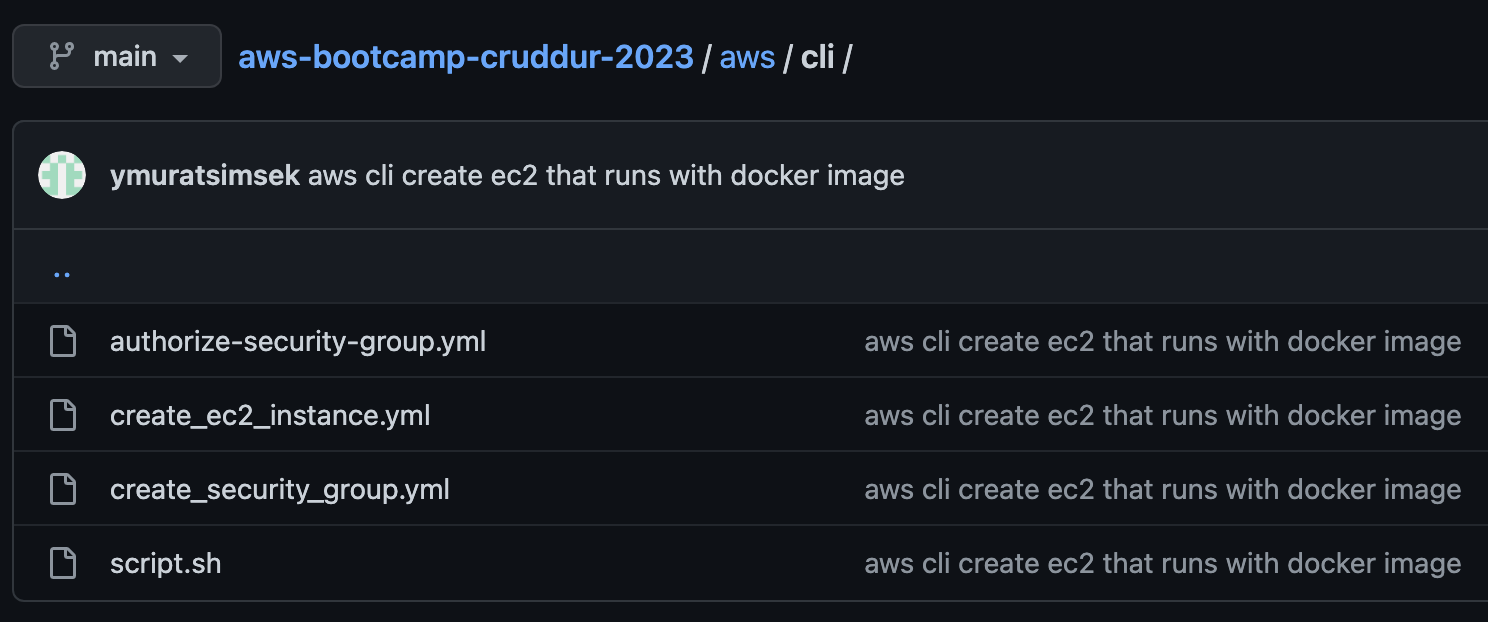 main aws-bootcamp-cruddur-2023 / aws / cli /
ymuratsimsek aws cli create ec2 that runs with docker image
..
authorize-security-group.yml aws cli create ec2 that runs with docker image
create_ec2_instance.yml aws cli create ec2 that runs with docker image
create_security_group.yml aws cli create ec2 that runs with docker image
script.sh aws cli create ec2 that runs with docker image